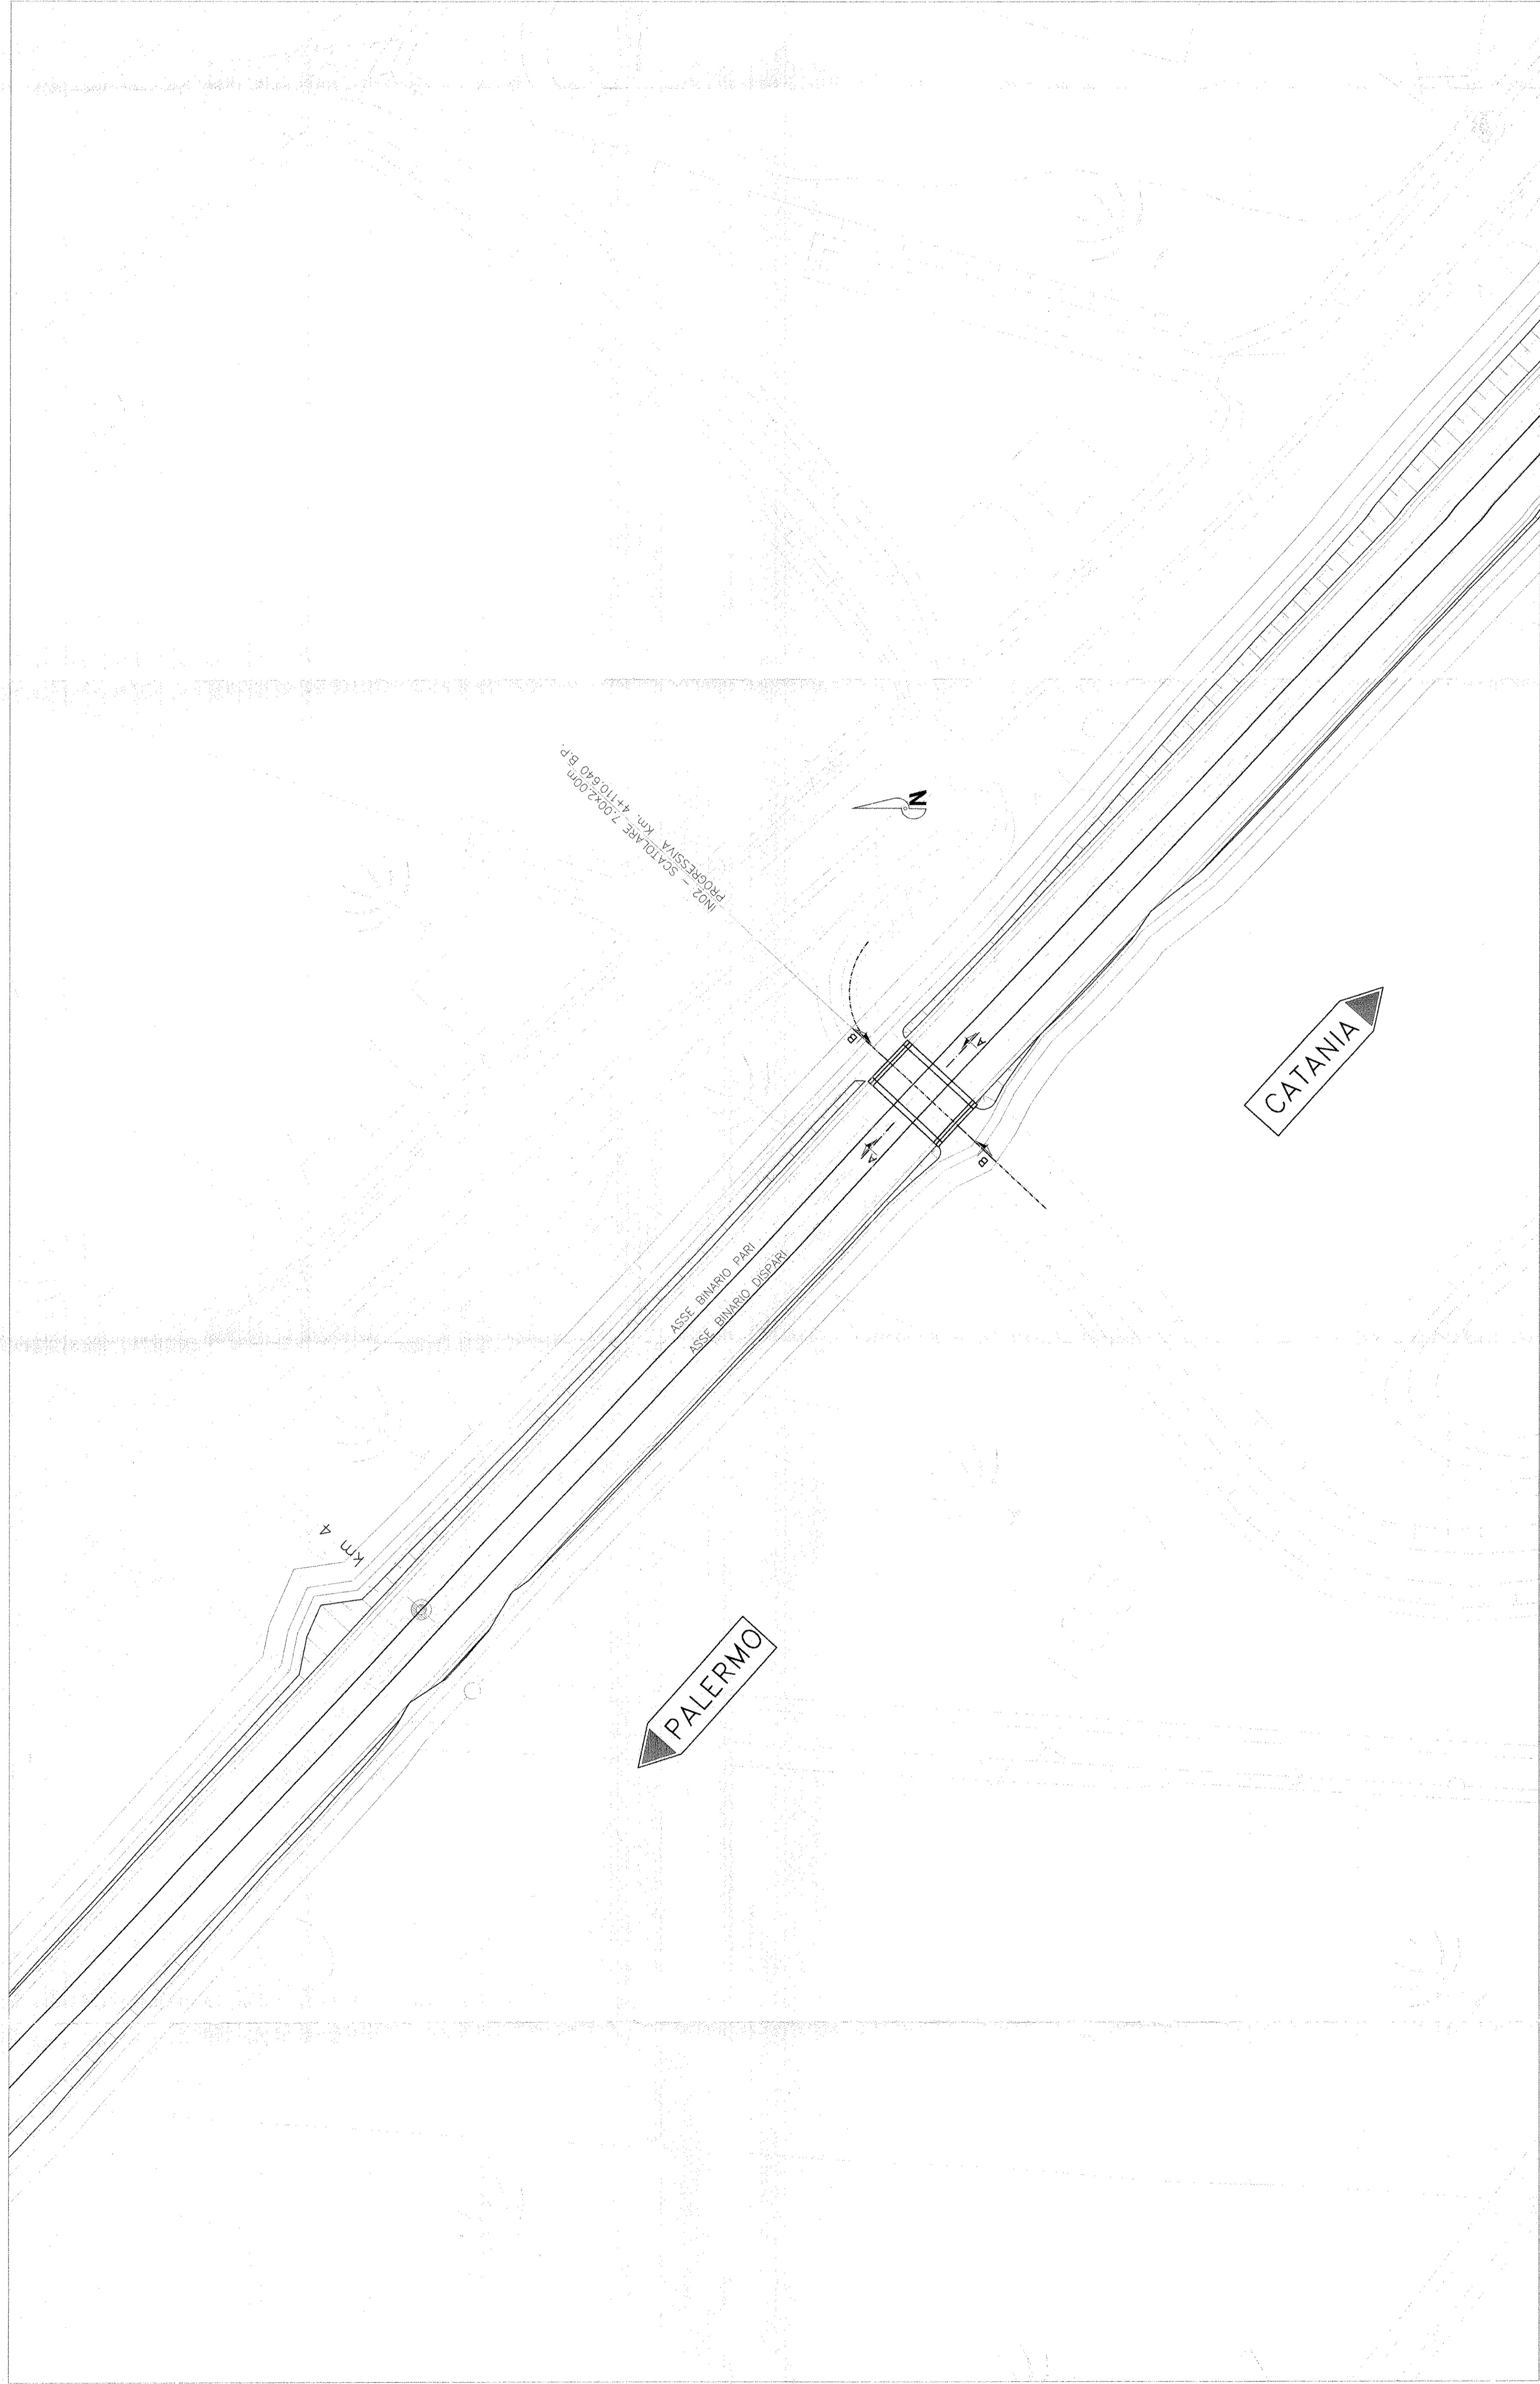 IN02 – SCATOLARE 7.00x2.00m
PROGRESSIVA Km. 4+110.640 B.P.
N
B
A
A
B
CATANIA
ASSE BINARIO PARI
ASSE BINARIO DISPARI
km 4
PALERMO